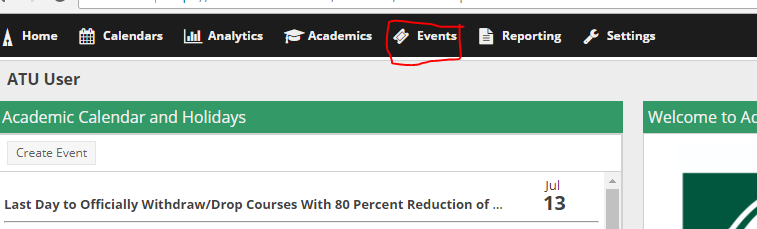 Home Calendars Analytics Academics Events Reporting Settings
ATU User
Academic Calendar and Holidays
Welcome to Ac
Create Event
Jul
Last Day to Officially Withdraw/Drop Courses With 80 Percent Reduction of ...
13